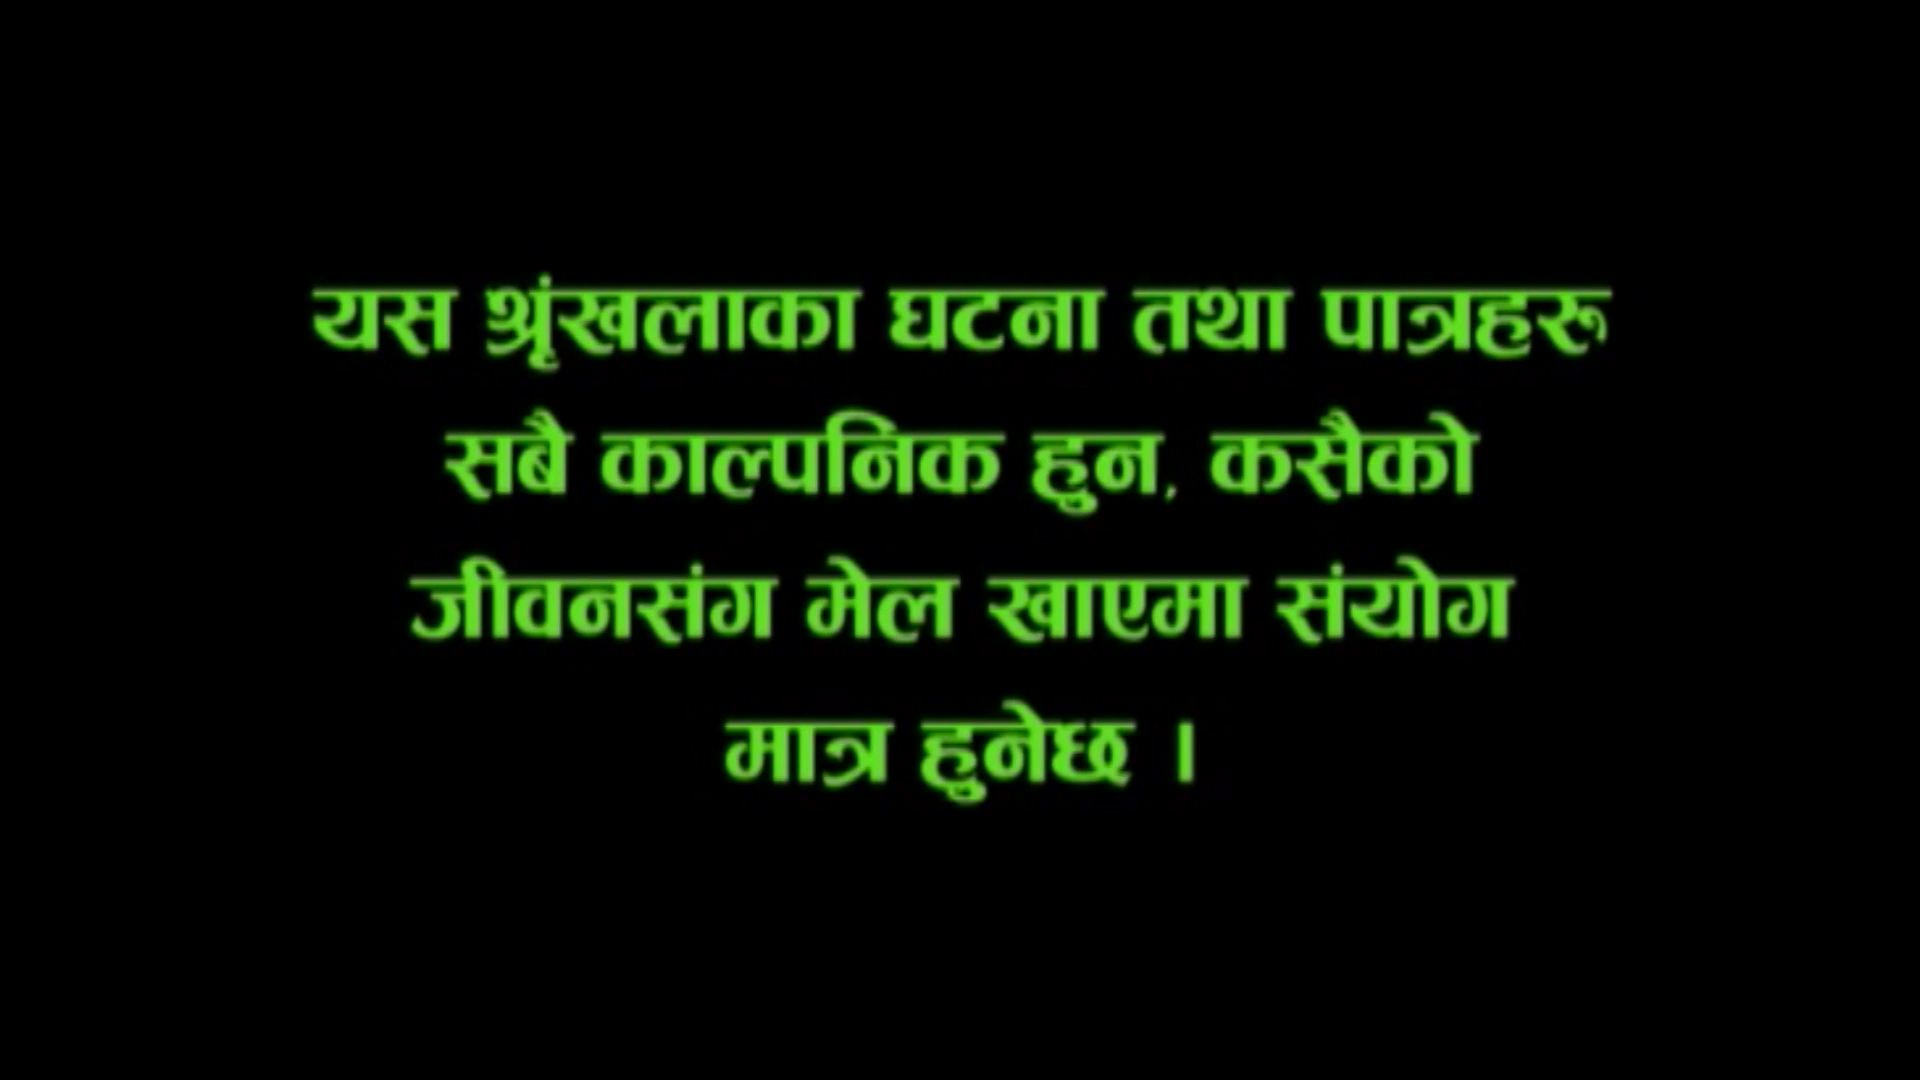 यस श्रृंखलाका घटना तथा पात्रहरु
सबै काल्पनिक हुन, कसैको
जीवनसंग मेल खाएमा संयोग
मात्र हुनेछ ।